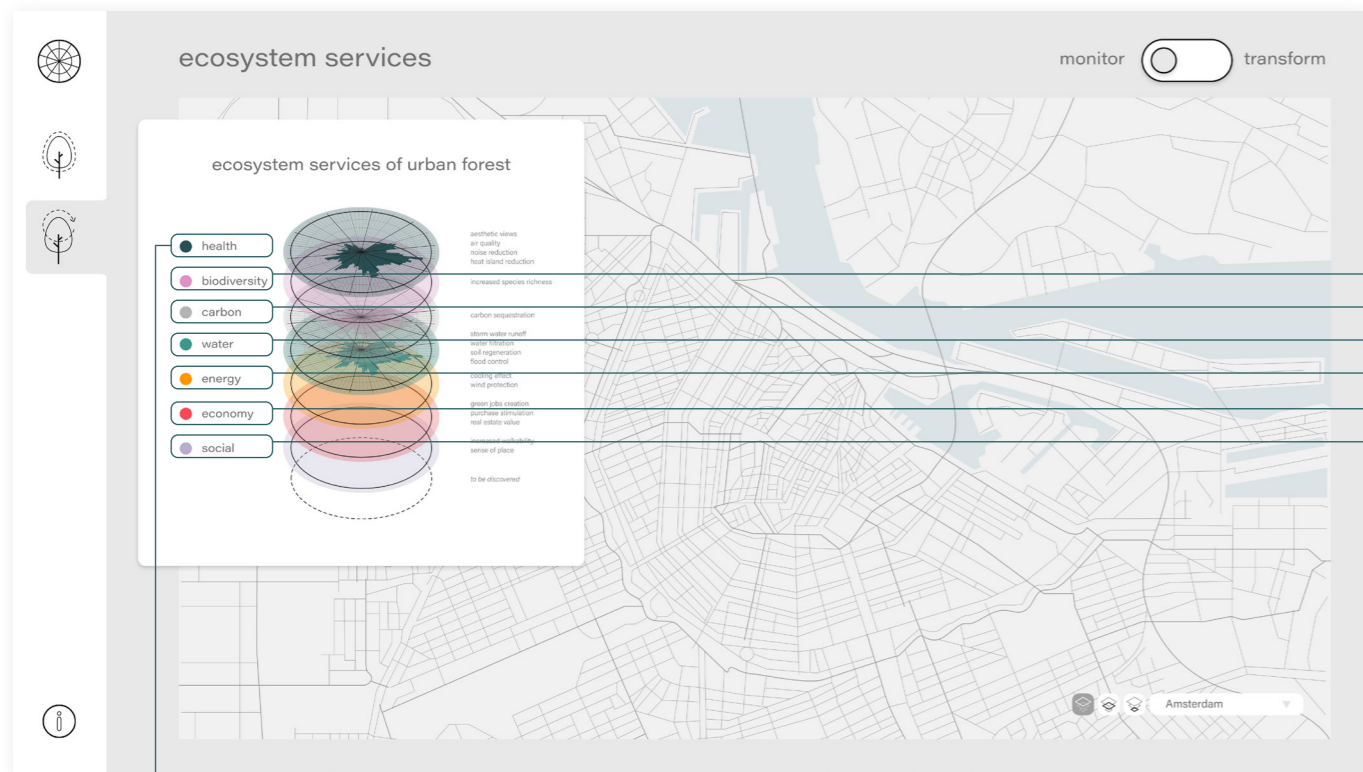 ecosystem services
monitor
transform
ecosystem services of urban forest
health
biodiversity
carbon
water
energy
economy
social
aesthetic views
air quality
noise reduction
heat island reduction
increased species richness
carbon sequestration
storm water runoff
water filtration
soil regeneration
flood control
cooling effect
wind protection
green jobs creation
purchase stimulation
real estate value
increased walkability
sense of place
to be discovered
Amsterdam